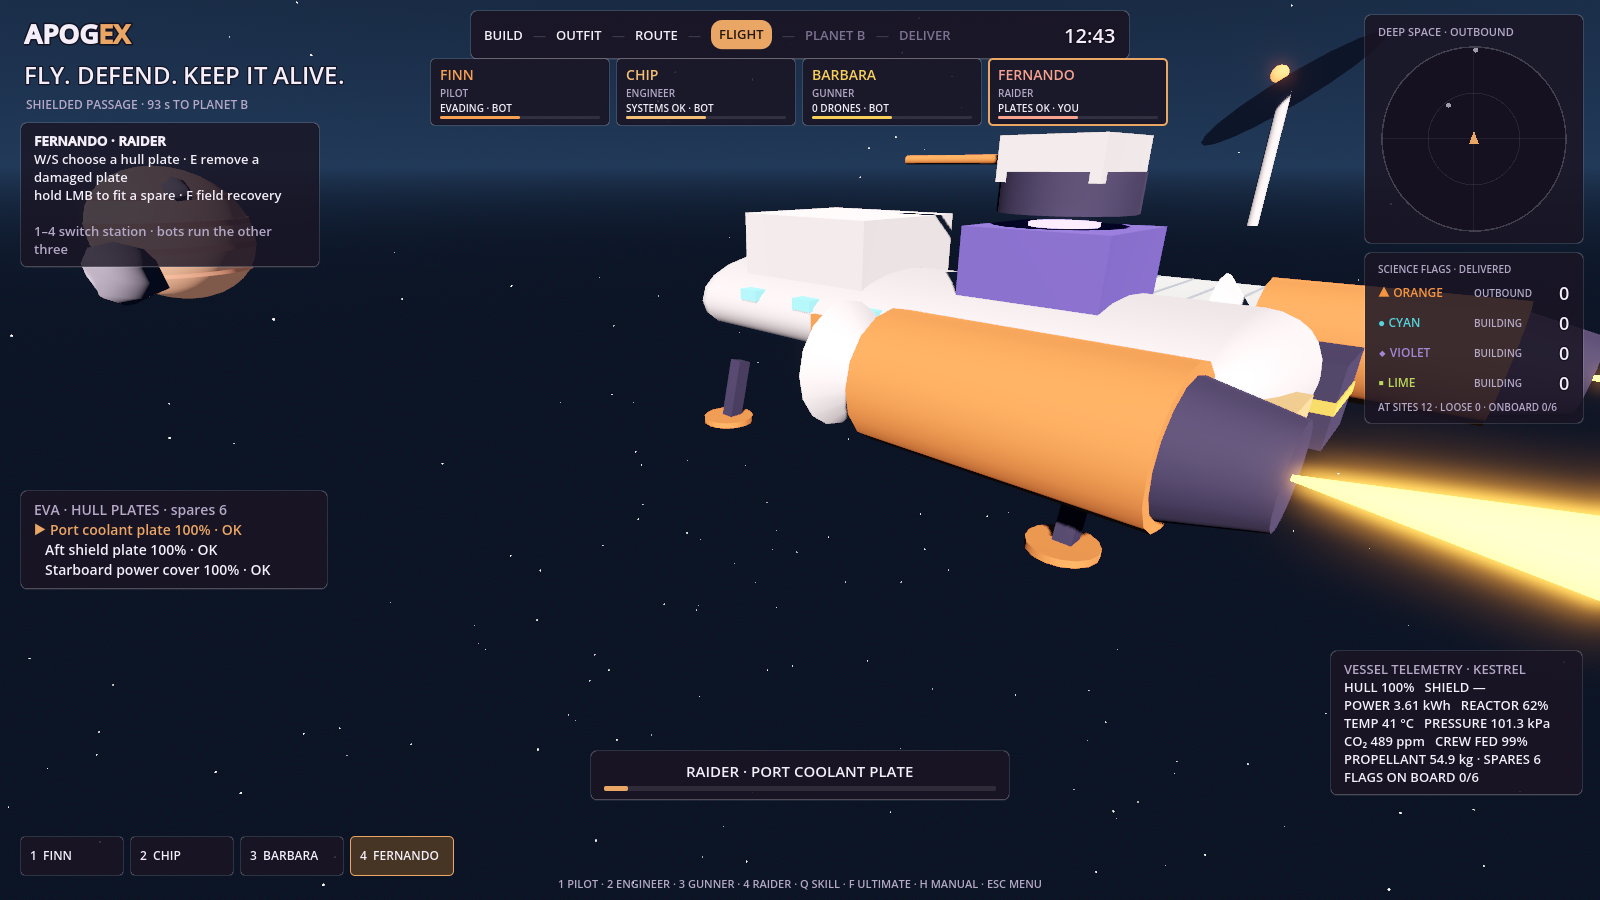 APOGEX
BUILD — OUTFIT — ROUTE — FLIGHT — PLANET B — DELIVER 12:43
FLY. DEFEND. KEEP IT ALIVE.
SHIELDED PASSAGE · 93 s TO PLANET B
FINN
PILOT
EVADING · BOT
CHIP
ENGINEER
SYSTEMS OK · BOT
BARBARA
GUNNER
0 DRONES · BOT
FERNANDO
RAIDER
PLATES OK · YOU
DEEP SPACE · OUTBOUND
FERNANDO · RAIDER
W/S choose a hull plate · E remove a
damaged plate
hold LMB to fit a spare · F field recovery
1–4 switch station · bots run the other
three
SCIENCE FLAGS · DELIVERED
▲ ORANGE OUTBOUND 0
● CYAN BUILDING 0
◆ VIOLET BUILDING 0
■ LIME BUILDING 0
AT SITES 12 · LOOSE 0 · ONBOARD 0/6
EVA · HULL PLATES · spares 6
▶ Port coolant plate 100% · OK
Aft shield plate 100% · OK
Starboard power cover 100% · OK
VESSEL TELEMETRY · KESTREL
HULL 100% SHIELD —
POWER 3.61 kWh REACTOR 62%
TEMP 41 °C PRESSURE 101.3 kPa
CO₂ 489 ppm CREW FED 99%
PROPELLANT 54.9 kg · SPARES 6
FLAGS ON BOARD 0/6
RAIDER · PORT COOLANT PLATE
1 FINN
2 CHIP
3 BARBARA
4 FERNANDO
1 PILOT · 2 ENGINEER · 3 GUNNER · 4 RAIDER · Q SKILL · F ULTIMATE · H MANUAL · ESC MENU